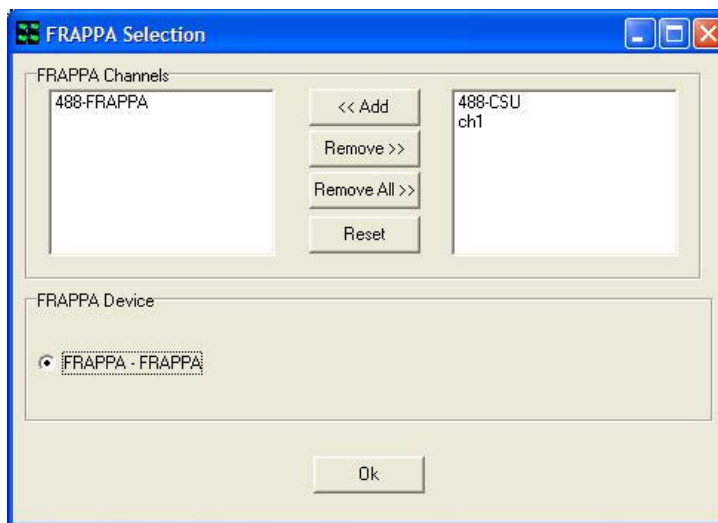 FRAPPA Selection
FRAPPA Channels
488-FRAPPA
<< Add
Remove >>
Remove All >>
Reset
488-CSU
ch1
FRAPPA Device
FRAPPA - FRAPPA
Ok